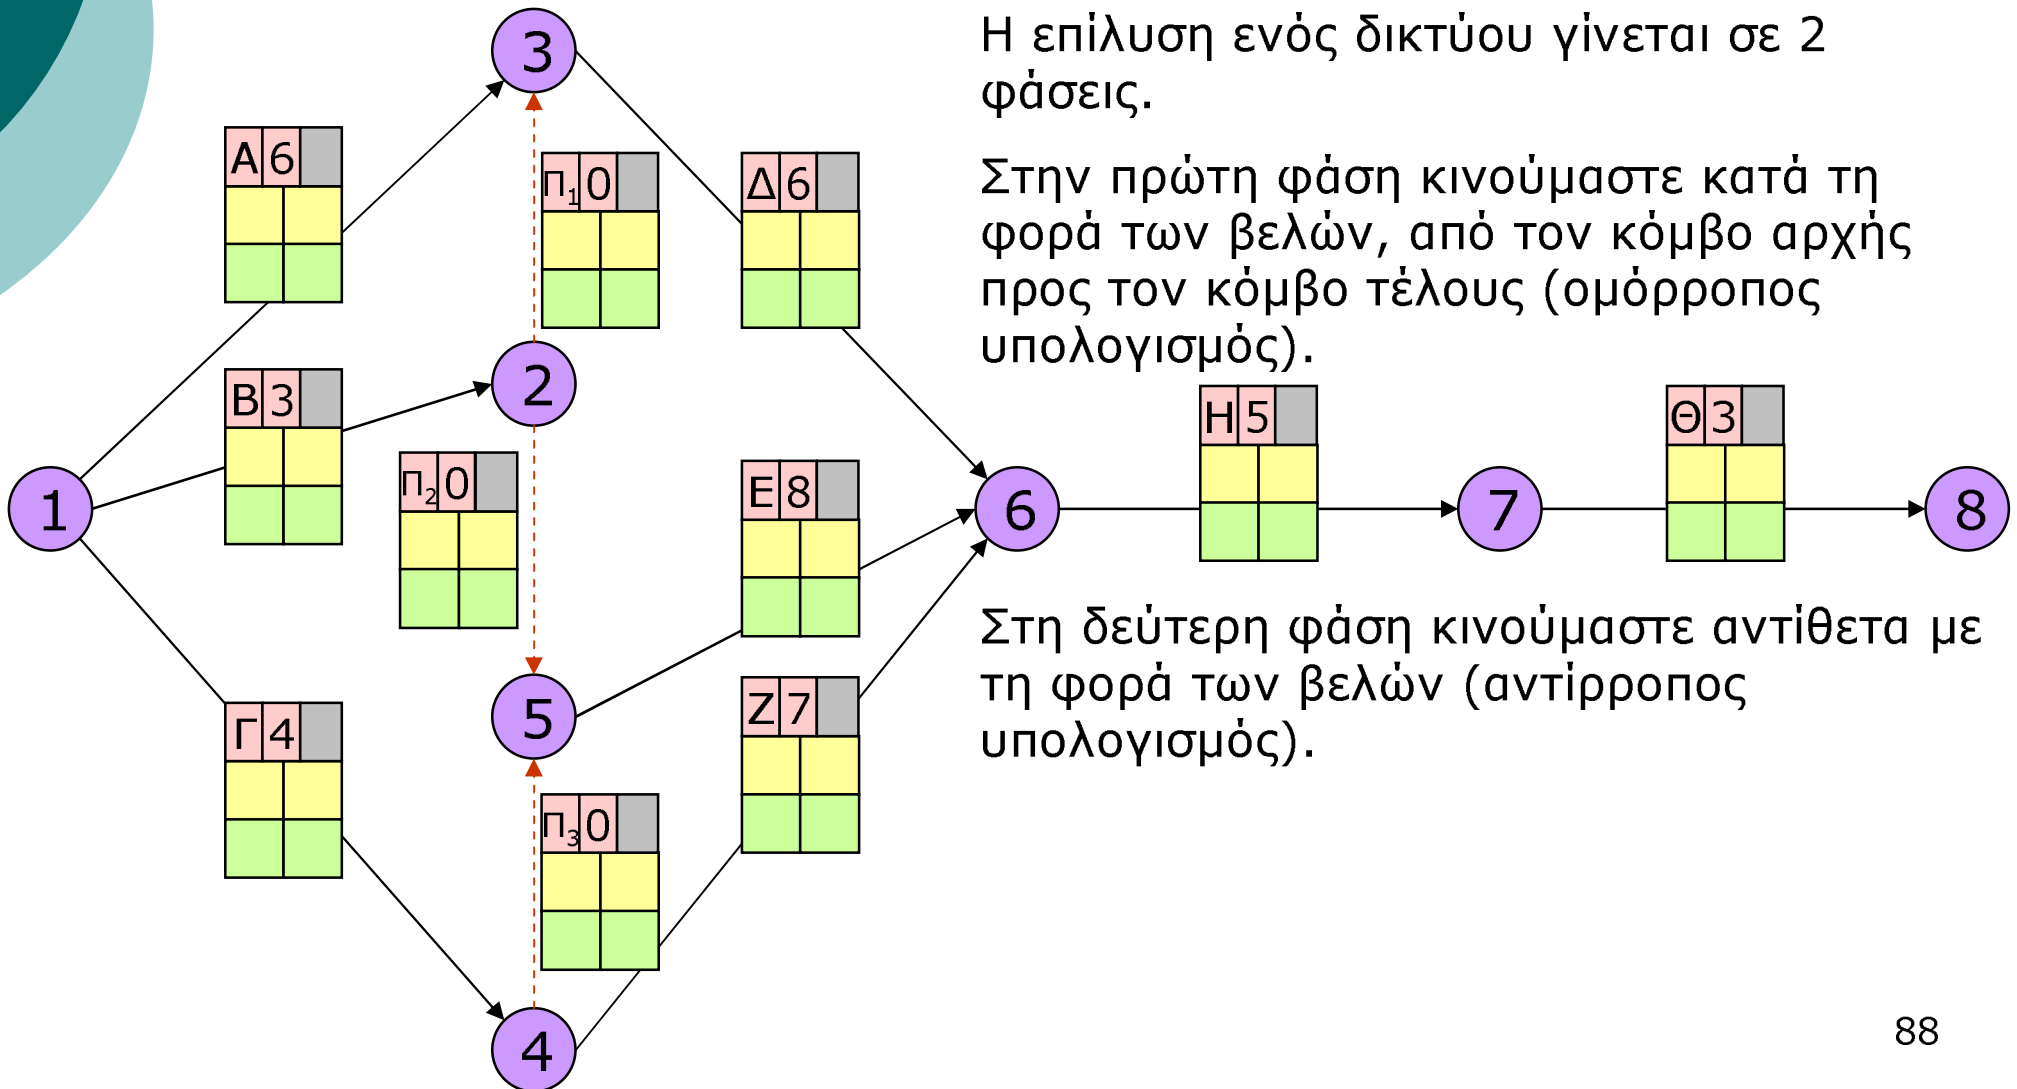 3
Η επίλυση ενός δικτύου γίνεται σε 2
φάσεις.
Α 6
Π1 0
Δ 6
Στην πρώτη φάση κινούμαστε κατά τη
φορά των βελών, από τον κόμβο αρχής
προς τον κόμβο τέλους (ομόρροπος
υπολογισμός).
Β 3
2
Η 5
Θ 3
1
Π2 0
Ε 8
6
7
8
Στη δεύτερη φάση κινούμαστε αντίθετα με
τη φορά των βελών (αντίρροπος
υπολογισμός).
Γ 4
5
Ζ 7
Π3 0
4
88